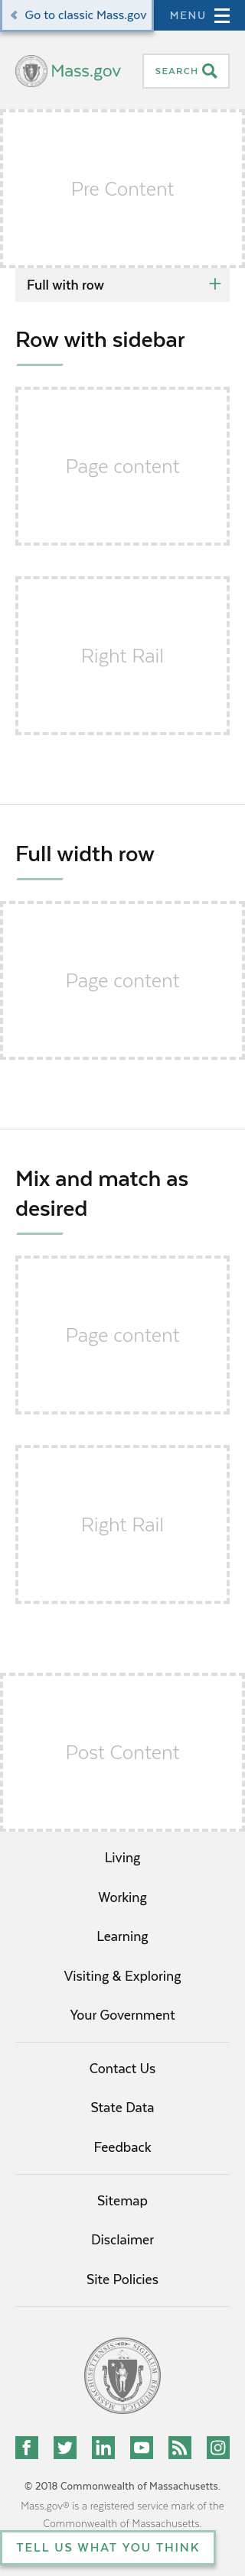 Go to classic Mass.gov
MENU
Mass.gov
SEARCH
Pre Content
Full with row
Row with sidebar
Page content
Right Rail
Full width row
Page content
Mix and match as
desired
Page content
Right Rail
Post Content
Living
Working
Learning
Visiting & Exploring
Your Government
Contact Us
State Data
Feedback
Sitemap
Disclaimer
Site Policies
© 2018 Commonwealth of Massachusetts.
Mass.gov® is a registered service mark of the
Commonwealth of Massachusetts.
TELL US WHAT YOU THINK